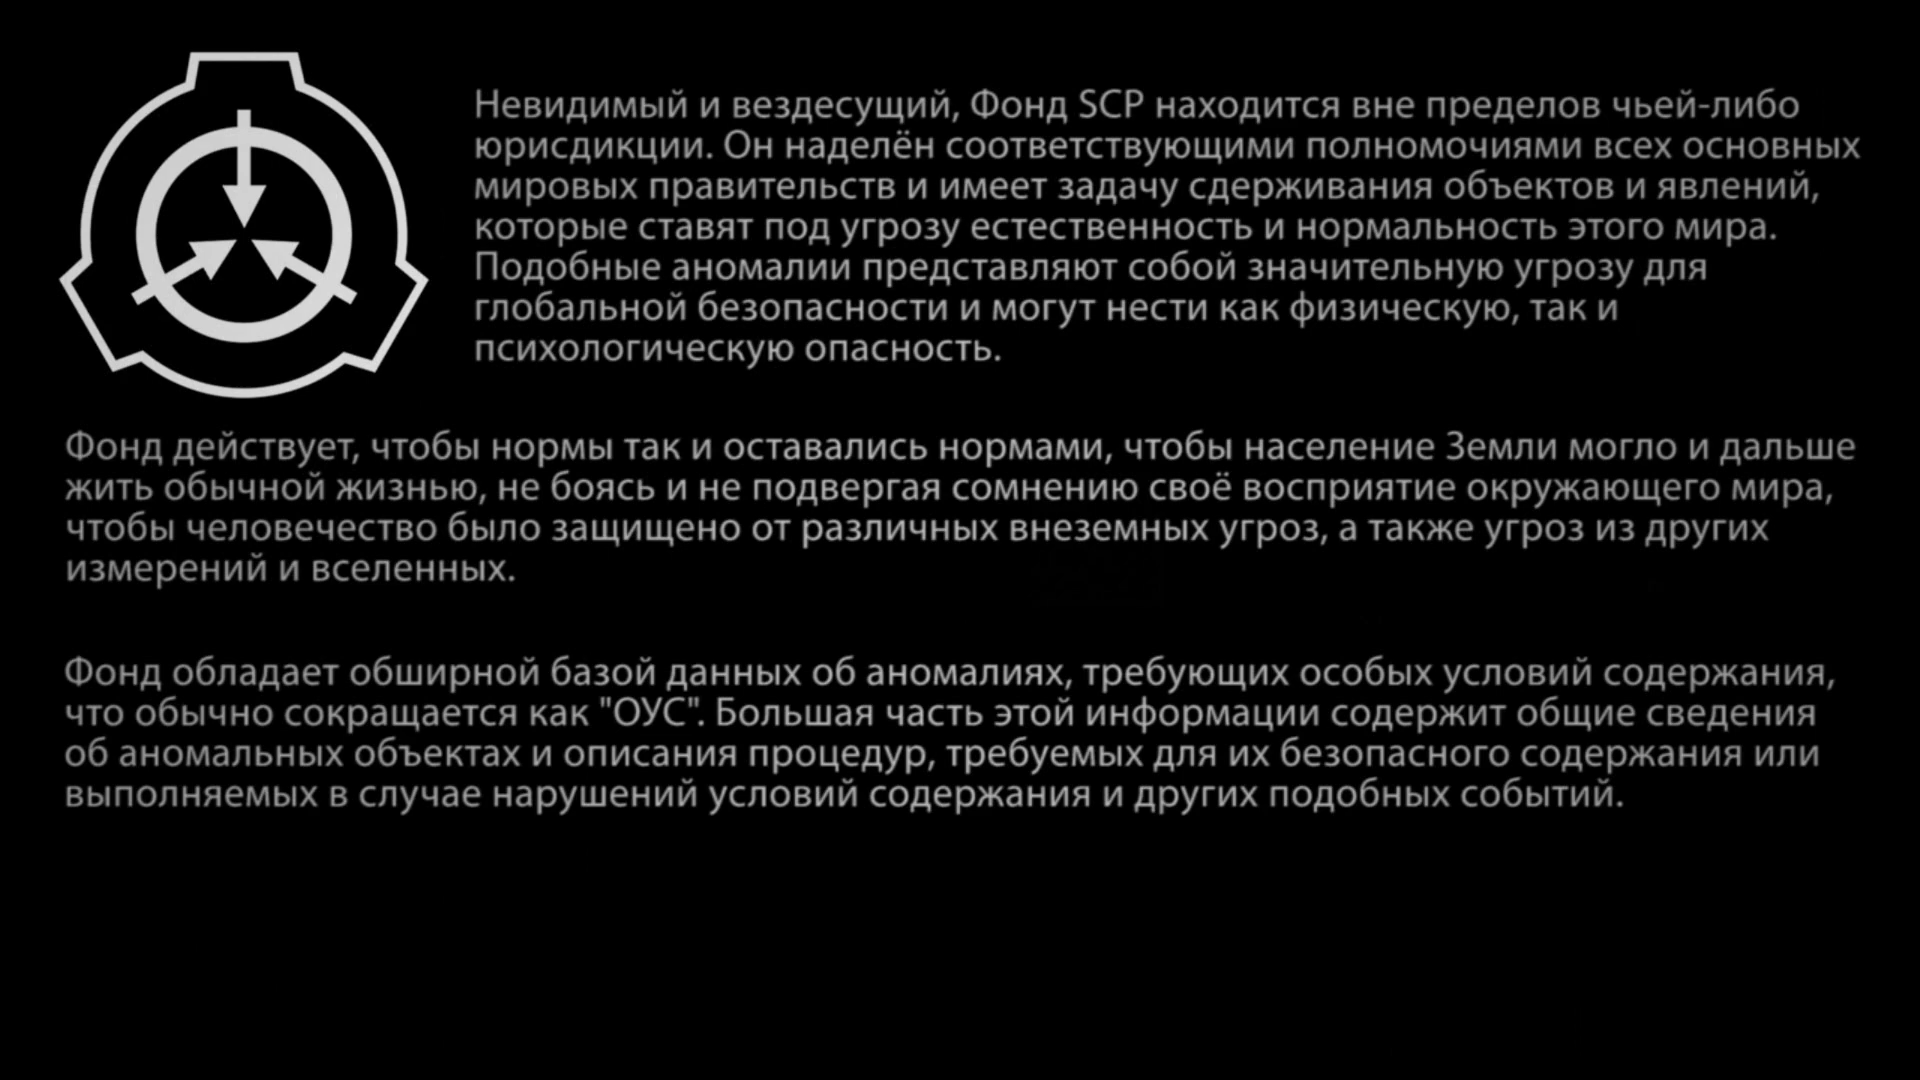 Невидимый и вездесущий, Фонд SCP находится вне пределов чьей-либо
юрисдикции. Он наделён соответствующими полномочиями всех основных
мировых правительств и имеет задачу сдерживания объектов и явлений,
которые ставят под угрозу естественность и нормальность этого мира.
Подобные аномалии представляют собой значительную угрозу для
глобальной безопасности и могут нести как физическую, так и
психологическую опасность.
Фонд действует, чтобы нормы так и оставались нормами, чтобы население Земли могло и дальше
жить обычной жизнью, не боясь и не подвергая сомнению своё восприятие окружающего мира,
чтобы человечество было защищено от различных внеземных угроз, а также угроз из других
измерений и вселенных.
Фонд обладает обширной базой данных об аномалиях, требующих особых условий содержания,
что обычно сокращается как "ОУС". Большая часть этой информации содержит общие сведения
об аномальных объектах и описания процедур, требуемых для их безопасного содержания или
выполняемых в случае нарушений условий содержания и других подобных событий.